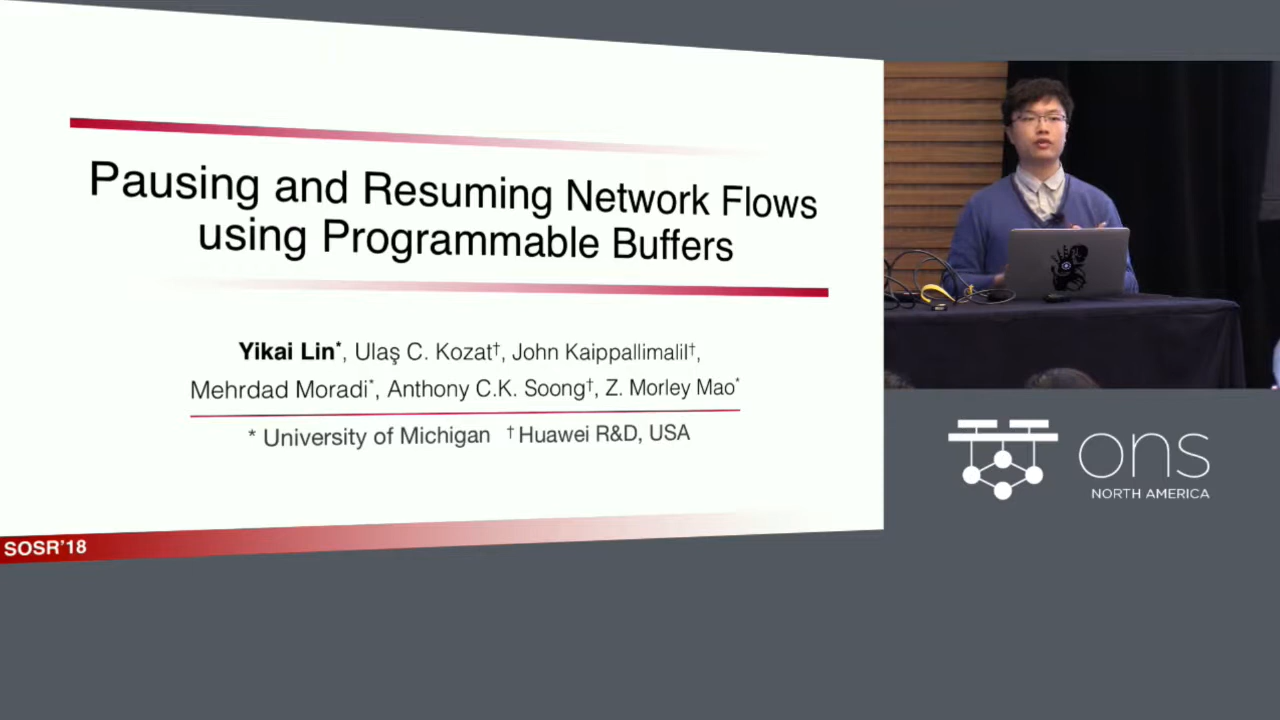 Pausing and Resuming Network Flows
using Programmable Buffers
Yikai Lin*, Ulaş C. Kozat†, John Kaippallimalil†,
Mehrdad Moradi*, Anthony C.K. Soong†, Z. Morley Mao*
* University of Michigan † Huawei R&D, USA
SOSR'18
ons
NORTH AMERICA